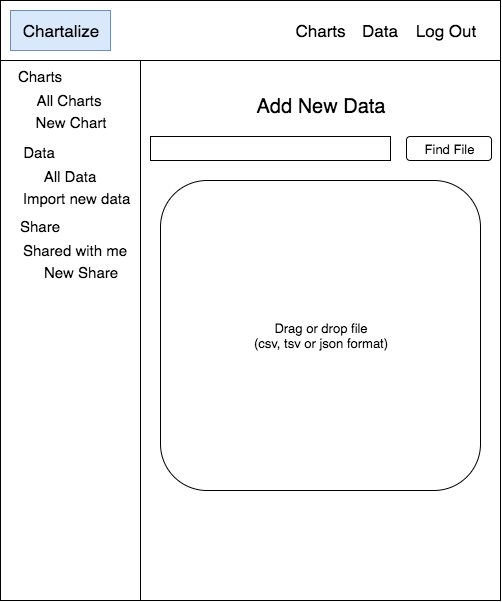 Chartalize
Charts Data Log Out
Charts
All Charts
New Chart
Data
All Data
Import new data
Share
Shared with me
New Share
Add New Data
Find File
Drag or drop file
(csv, tsv or json format)